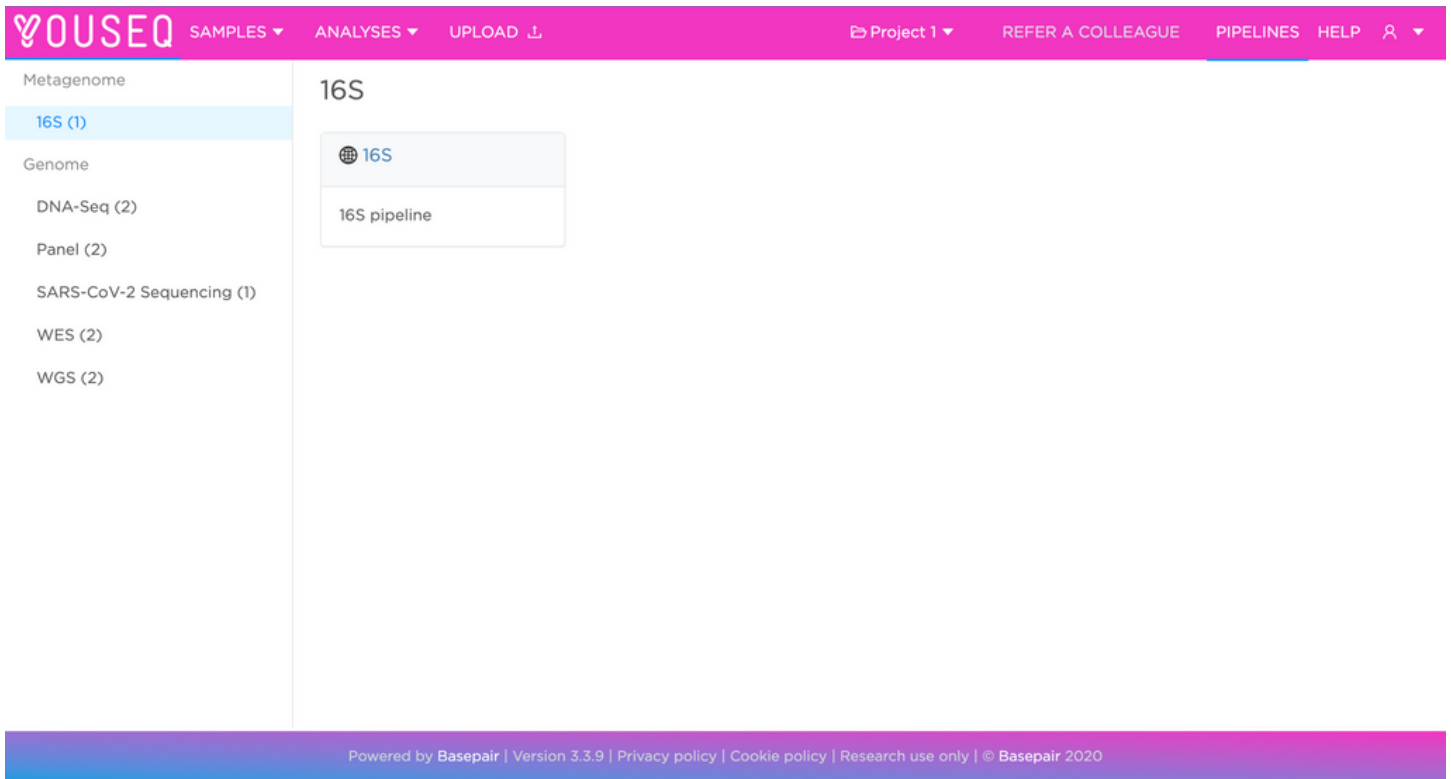 YOUSEQ SAMPLES ANALYSES UPLOAD Project 1 REFER A COLLEAGUE PIPELINES HELP
Metagenome
16S (1)
Genome
DNA-Seq (2)
Panel (2)
SARS-CoV-2 Sequencing (1)
WES (2)
WGS (2)
16S
16S
16S pipeline
Powered by Basepair | Version 3.3.9 | Privacy policy | Cookie policy | Research use only | © Basepair 2020